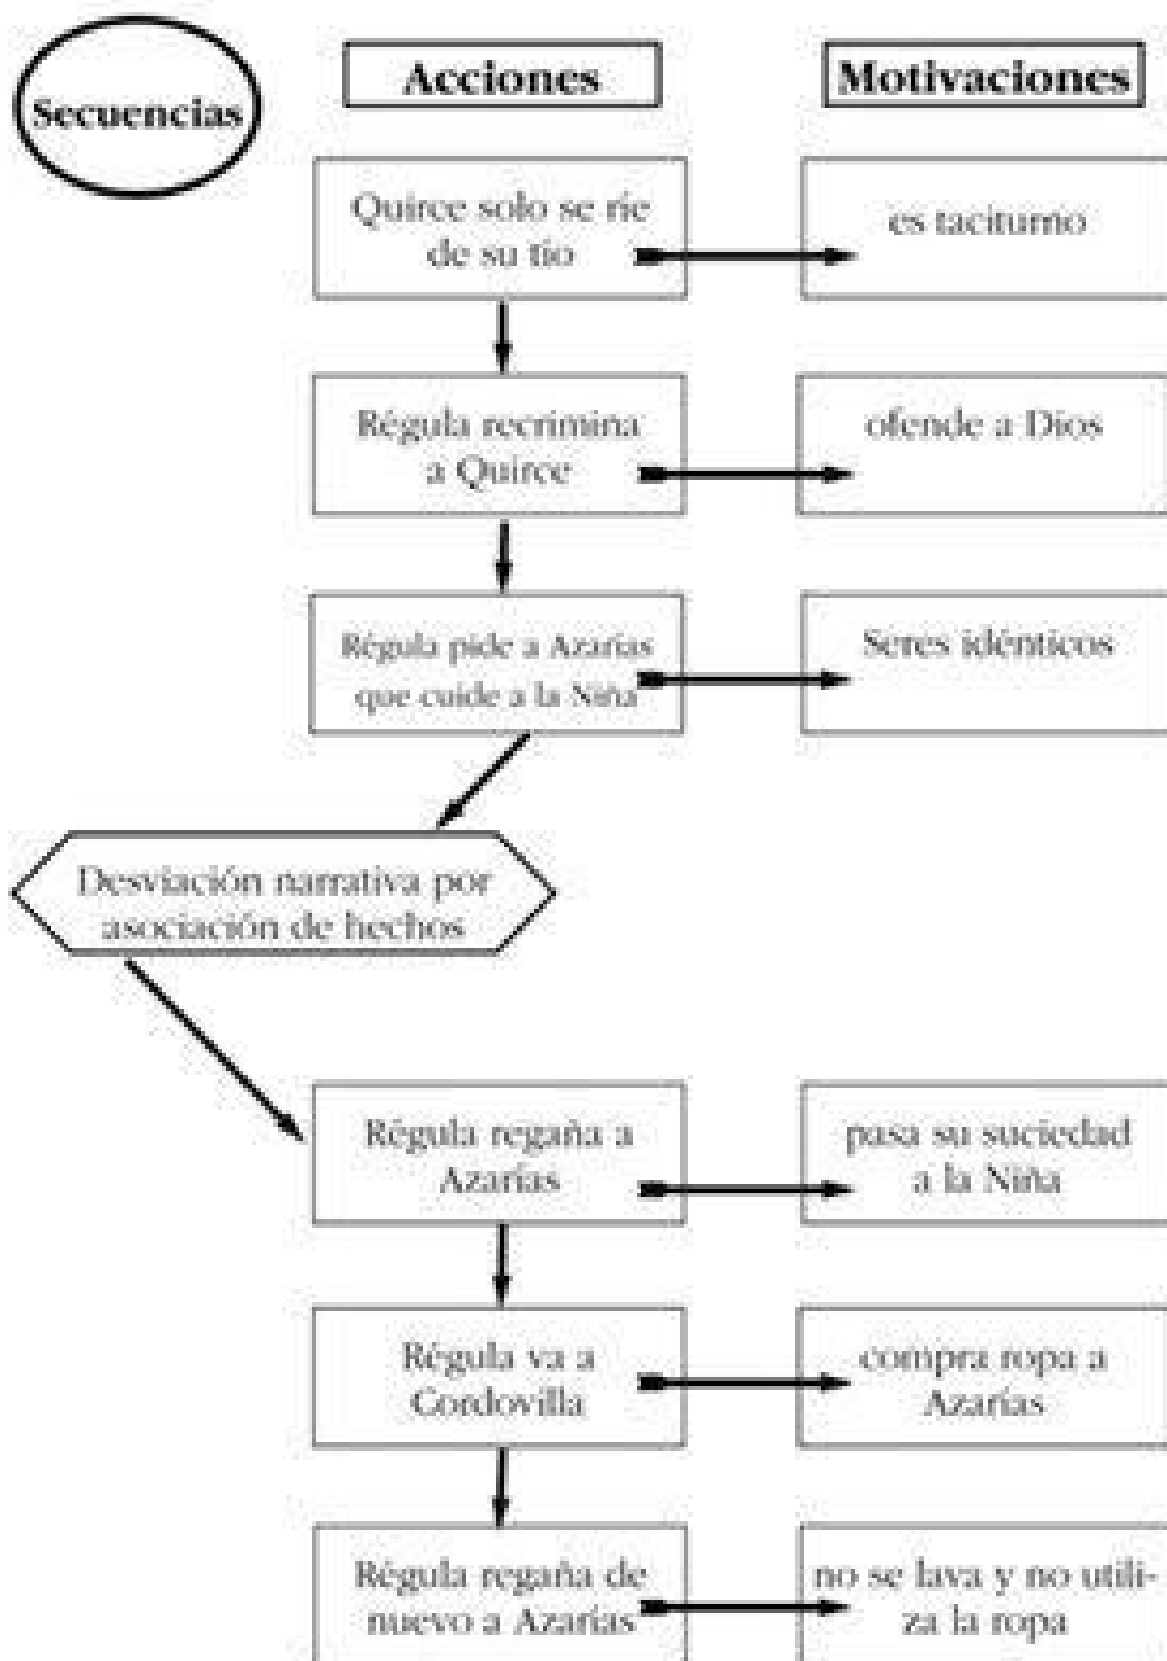 Secuencias
Acciones
Motivaciones
Quirce solo se ríe
de su tío
es taciturno
Régula recrimina
a Quirce
ofende a Dios
Régula pide a Azarías
que cuide a la Niña
Seres idénticos
Desviación narrativa por
asociación de hechos
Régula regaña a
Azarías
pasa su suciedad
a la Niña
Régula va a
Cordovilla
compra ropa a
Azarías
Régula regaña de
nuevo a Azarías
no se lava y no utili-
za la ropa